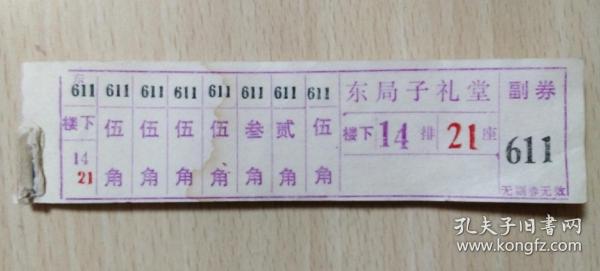 东
611 611 611 611 611 611 611 611
楼下 伍角 伍角 伍角 伍角 叁角 贰角 伍角
14
21
东局子礼堂
楼下 14 排 21 座
副券
611
无副券无效
孔夫子旧书网
www.kongfz.com